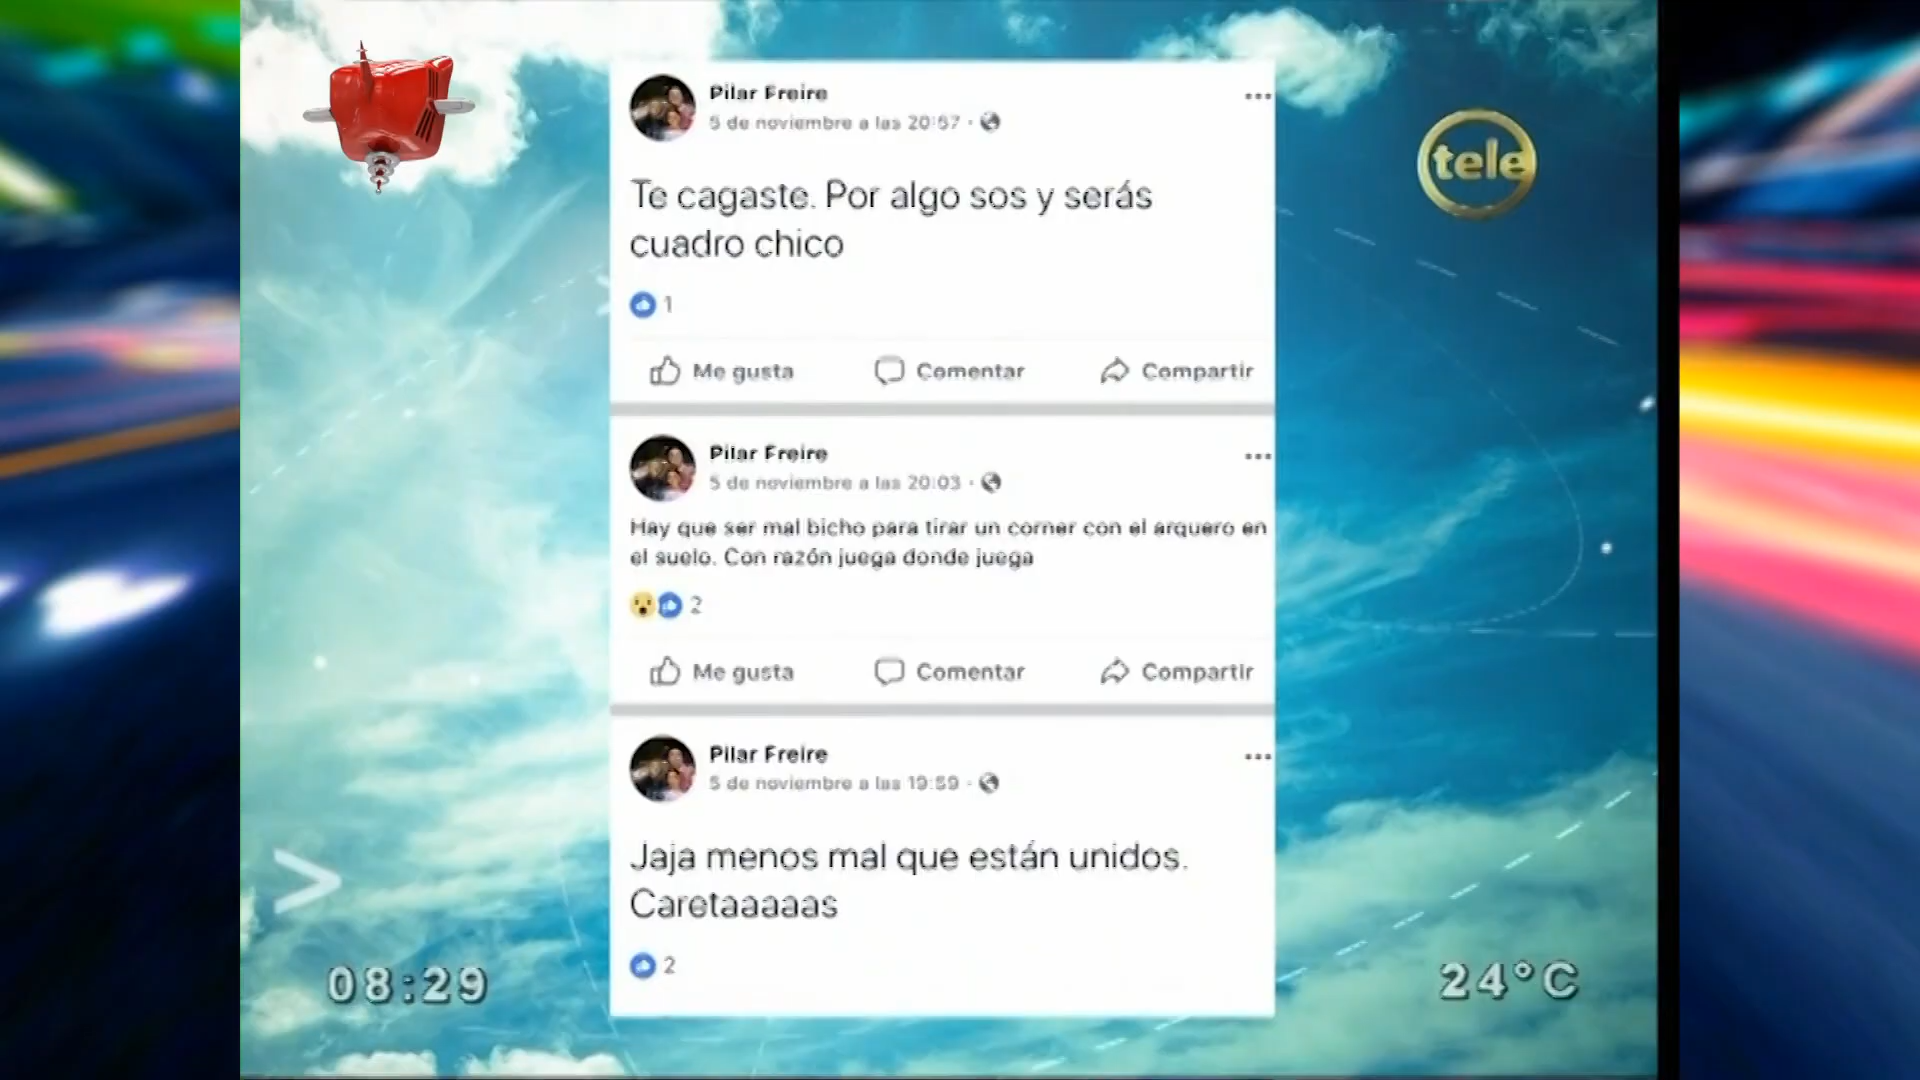 Pilar Freire
5 de noviembre a las 20:57
Te cagaste. Por algo sos y serás
cuadro chico
1
Me gusta Comentar Compartir
Pilar Freire
5 de noviembre a las 20:03
Hay que ser mal bicho para tirar un corner con el arquero en
el suelo. Con razón juega donde juega
2
Me gusta Comentar Compartir
Pilar Freire
5 de noviembre a las 19:59
Jaja menos mal que están unidos.
Caretaaaaas
2
tele
08:29
24°C